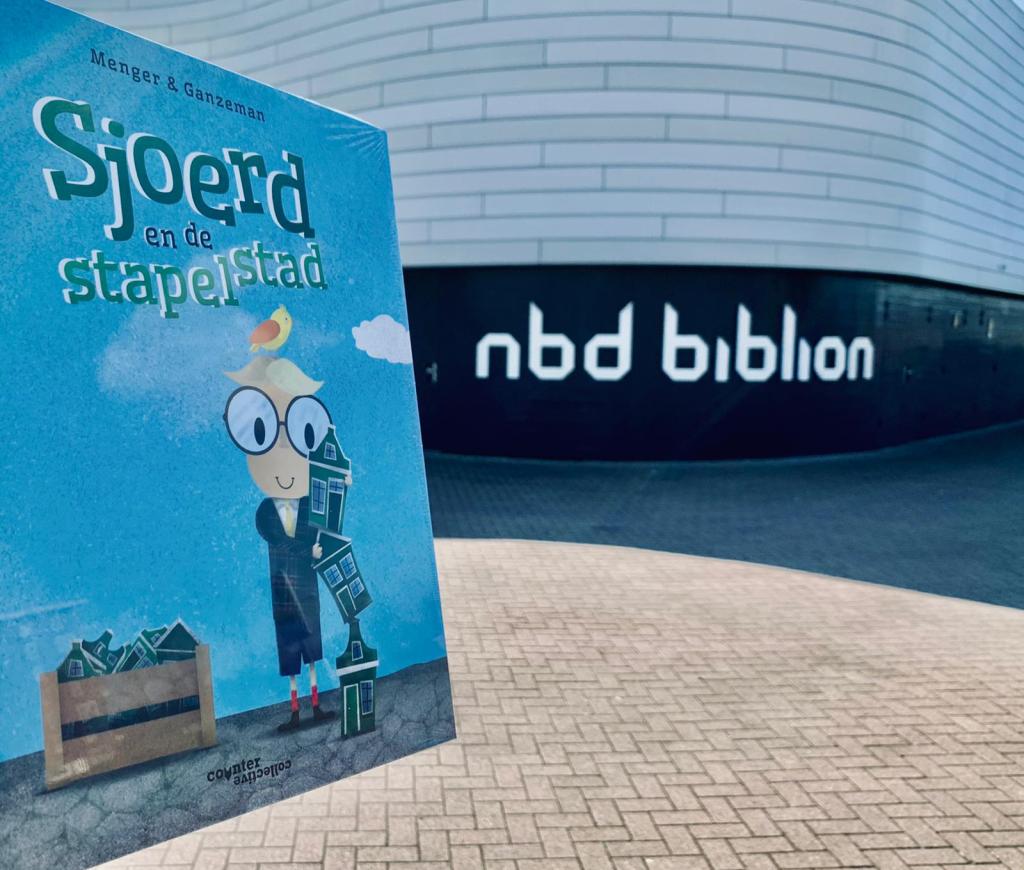 Menger & Ganzeman
Sjoerd
en de
stapelstad
counter
collective
nbd biblion